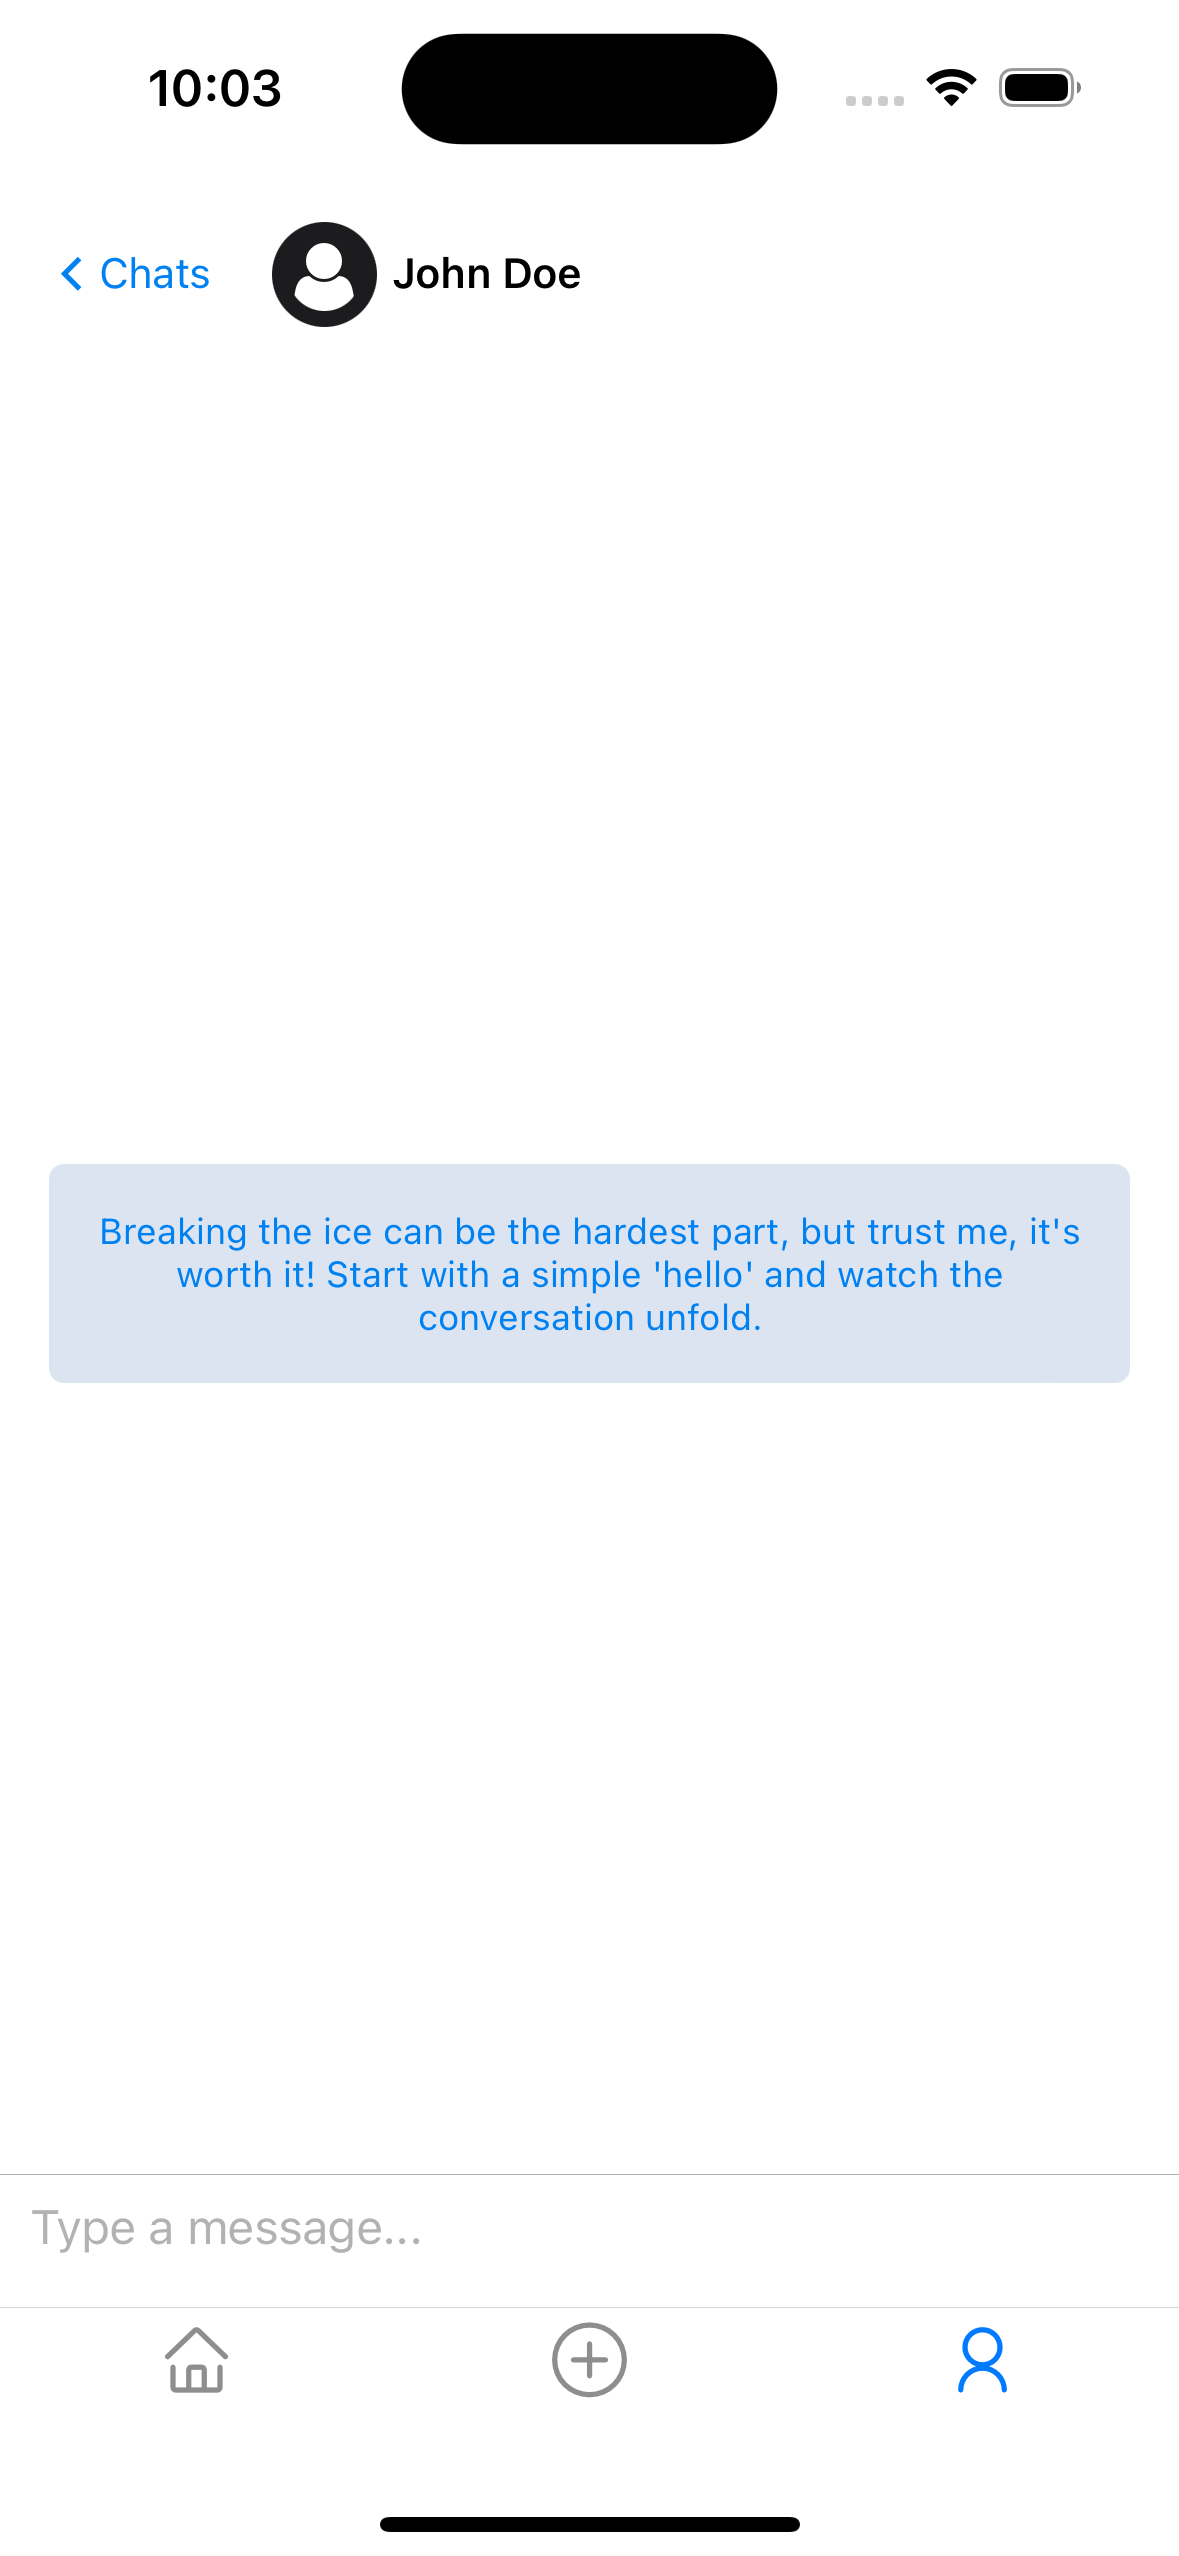 10:03
Chats
John Doe
Breaking the ice can be the hardest part, but trust me, it's
worth it! Start with a simple 'hello' and watch the
conversation unfold.
Type a message...